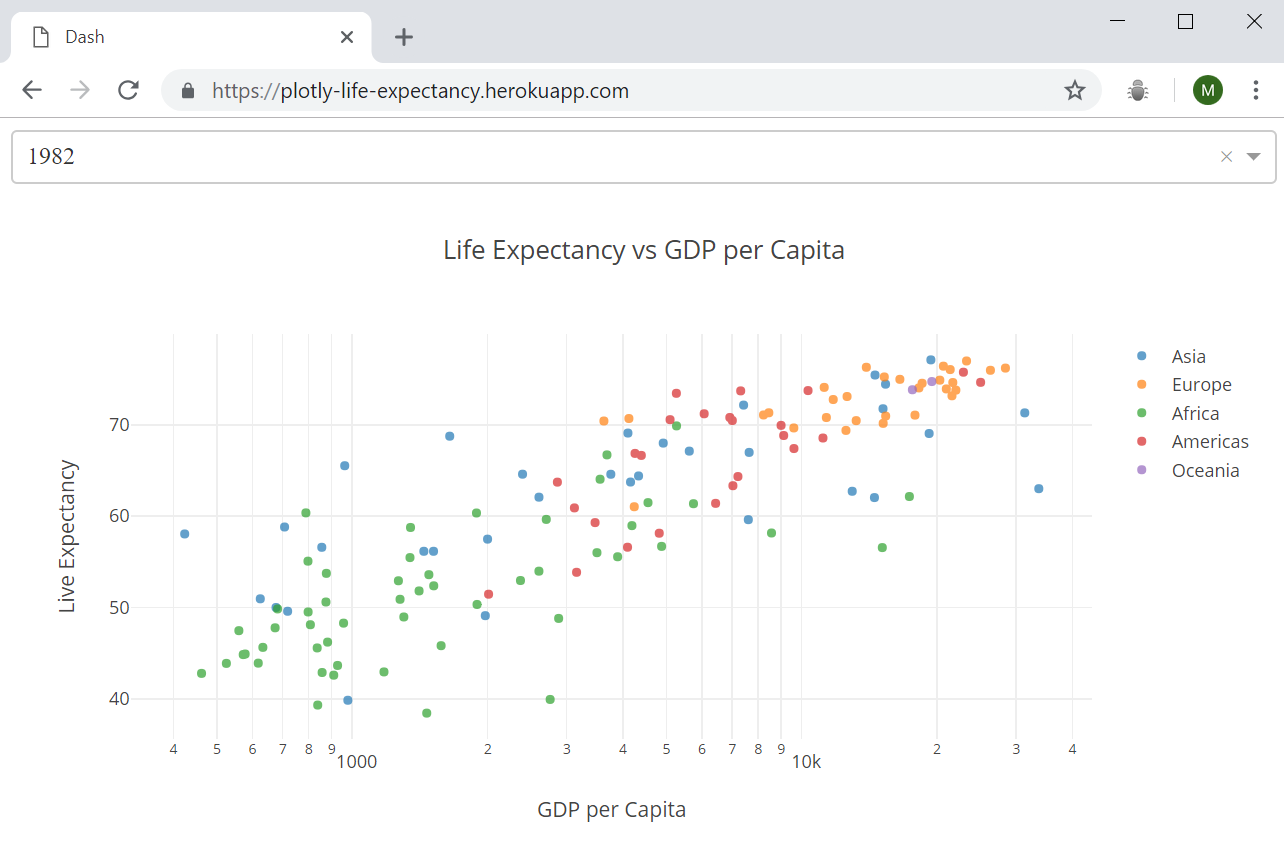 Dash
https://plotly-life-expectancy.herokuapp.com
M
1982
Life Expectancy vs GDP per Capita
Asia
Europe
Africa
Americas
Oceania
Live Expectancy
70
60
50
40
4 5 6 7 8 9 1000 2 3 4 5 6 7 8 9 10k 2 3 4
GDP per Capita